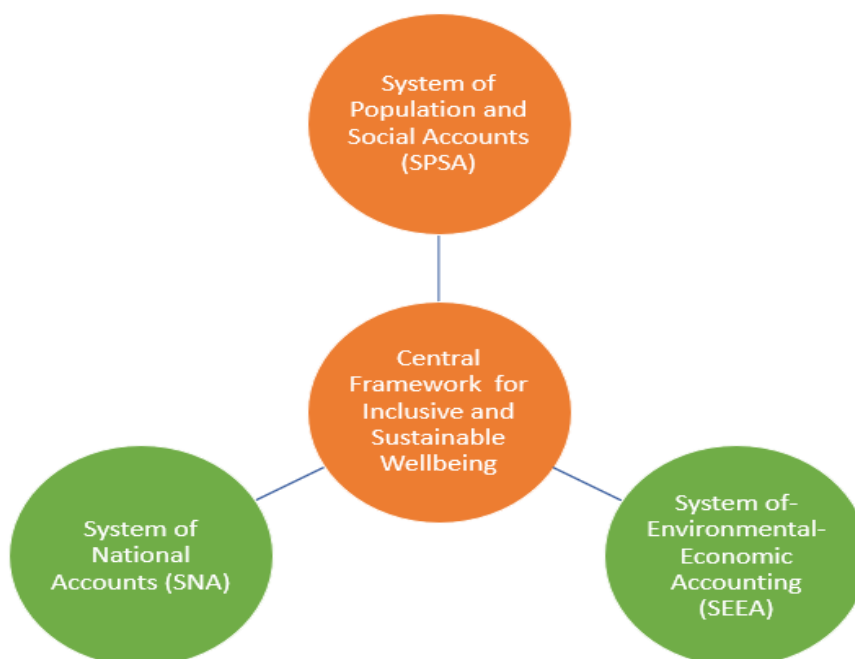 System of
Population and
Social Accounts
(SPSA)
Central
Framework for
Inclusive and
Sustainable
Wellbeing
System of
National
Accounts (SNA)
System of-
Environmental-
Economic
Accounting
(SEEA)